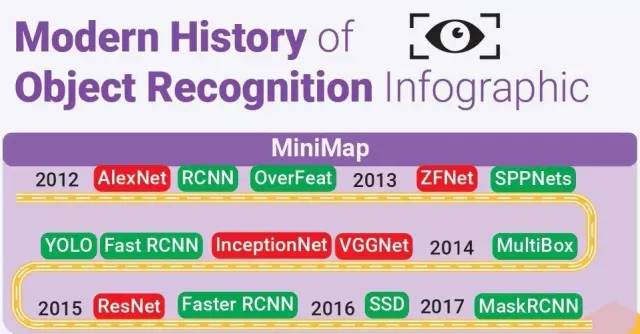 Modern History of
Object Recognition Infographic
MiniMap
2012 AlexNet RCNN OverFeat 2013 ZFNet SPPNets
YOLO Fast RCNN InceptionNet VGGNet 2014 MultiBox
2015 ResNet Faster RCNN 2016 SSD 2017 MaskRCNN